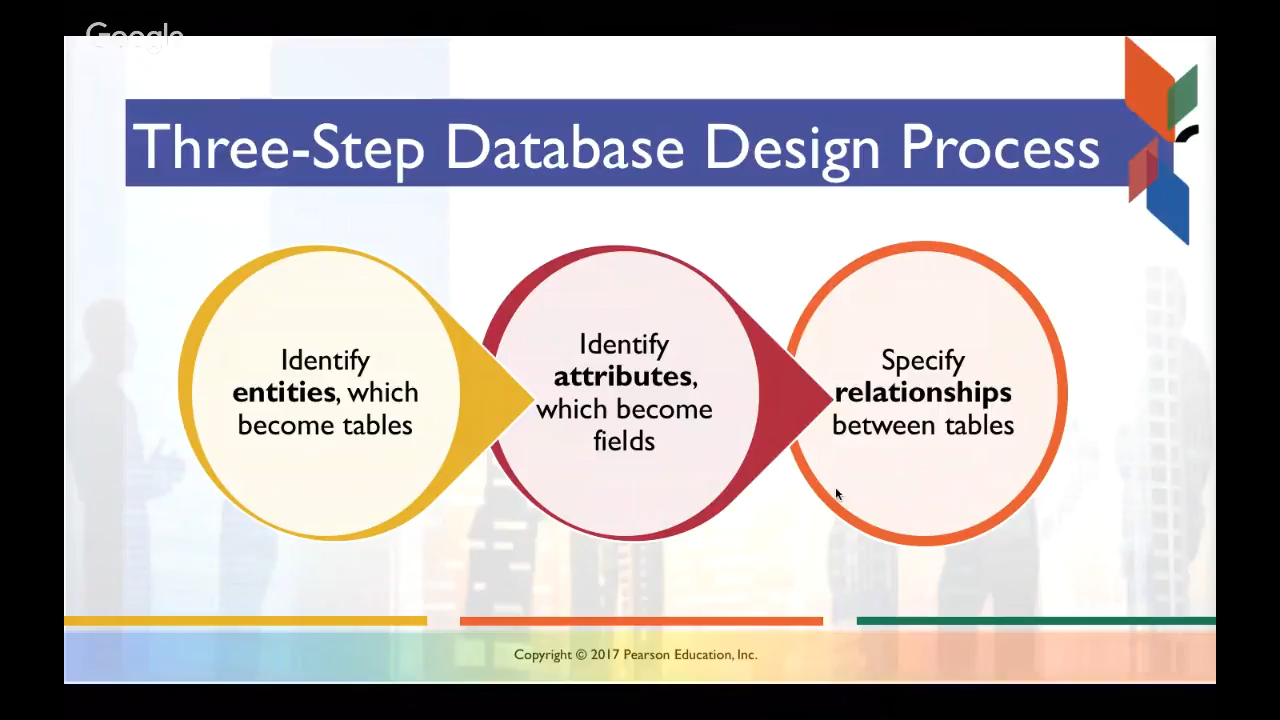 Google
Three-Step Database Design Process
Identify
entities, which
become tables
Identify
attributes,
which become
fields
Specify
relationships
between tables
Copyright © 2017 Pearson Education, Inc.